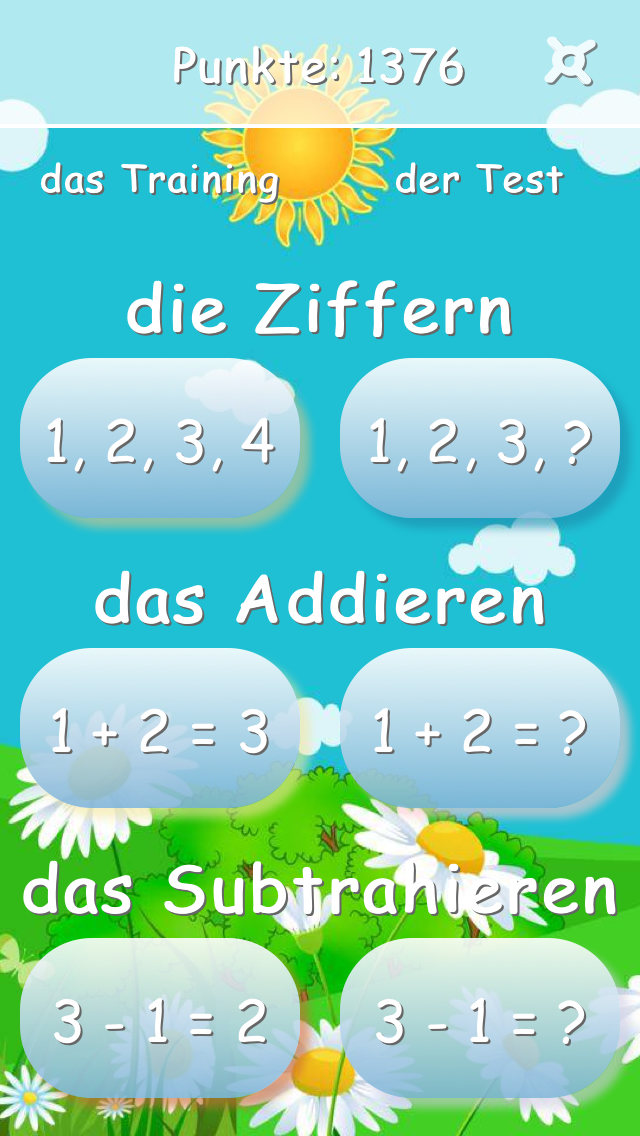 Punkte: 1376
das Training der Test
die Ziffern
1, 2, 3, 4 1, 2, 3, ?
das Addieren
1 + 2 = 3 1 + 2 = ?
das Subtrahieren
3 - 1 = 2 3 - 1 = ?